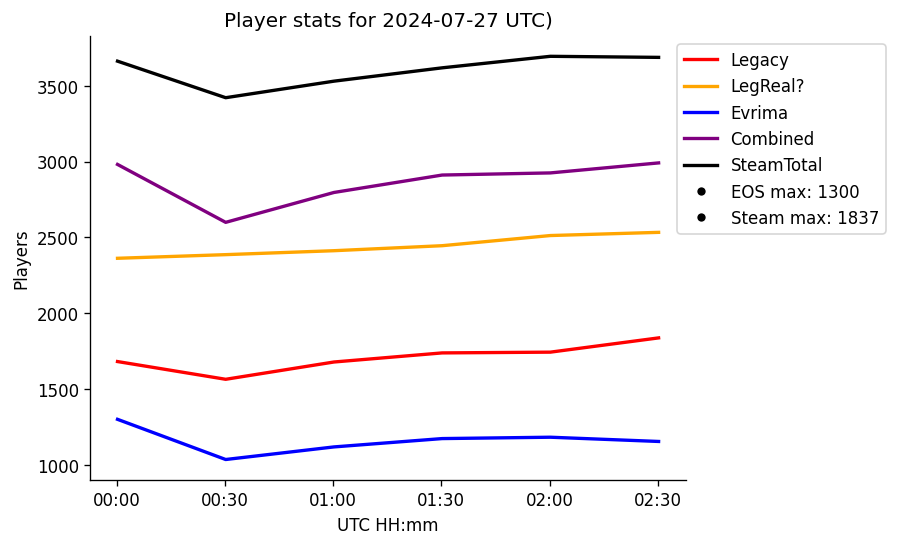 Player stats for 2024-07-27 UTC)
Legacy
LegReal?
Evrima
Combined
SteamTotal
EOS max: 1300
Steam max: 1837
Players
3500
3000
2500
2000
1500
1000
00:00 00:30 01:00 01:30 02:00 02:30
UTC HH:mm